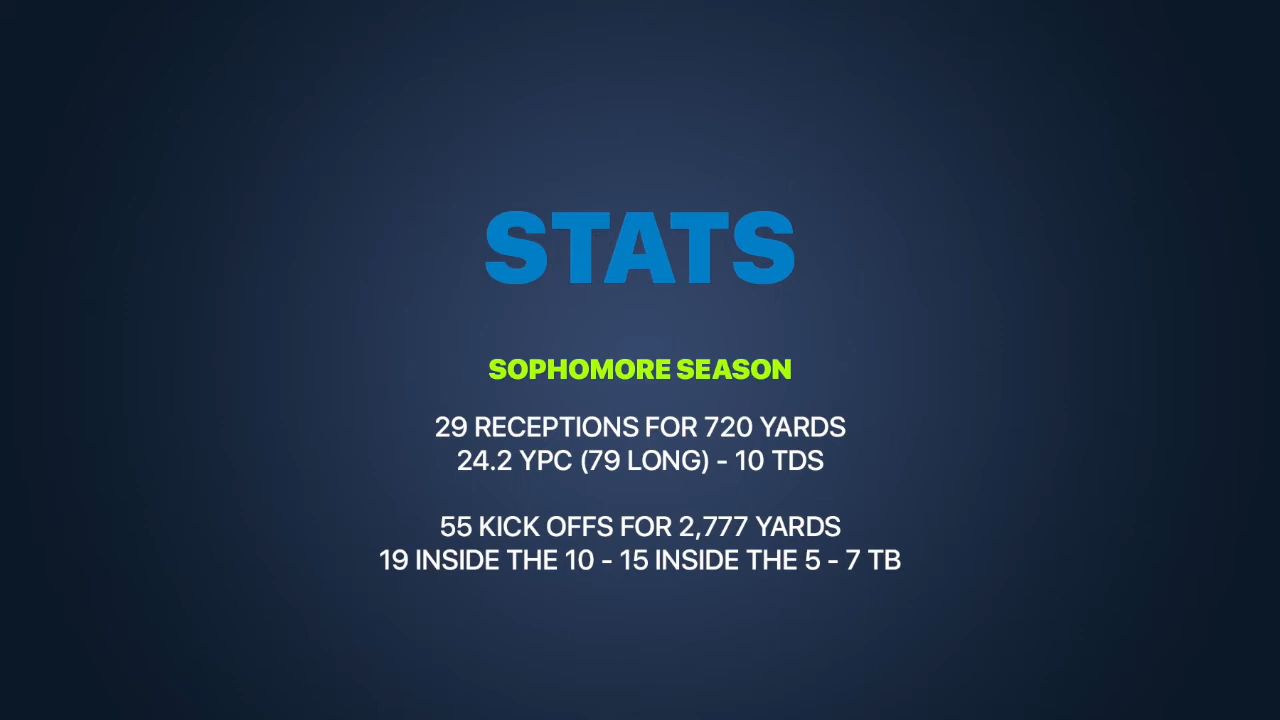 STATS
SOPHOMORE SEASON
29 RECEPTIONS FOR 720 YARDS
24.2 YPC (79 LONG) - 10 TDS
55 KICK OFFS FOR 2,777 YARDS
19 INSIDE THE 10 - 15 INSIDE THE 5 - 7 TB